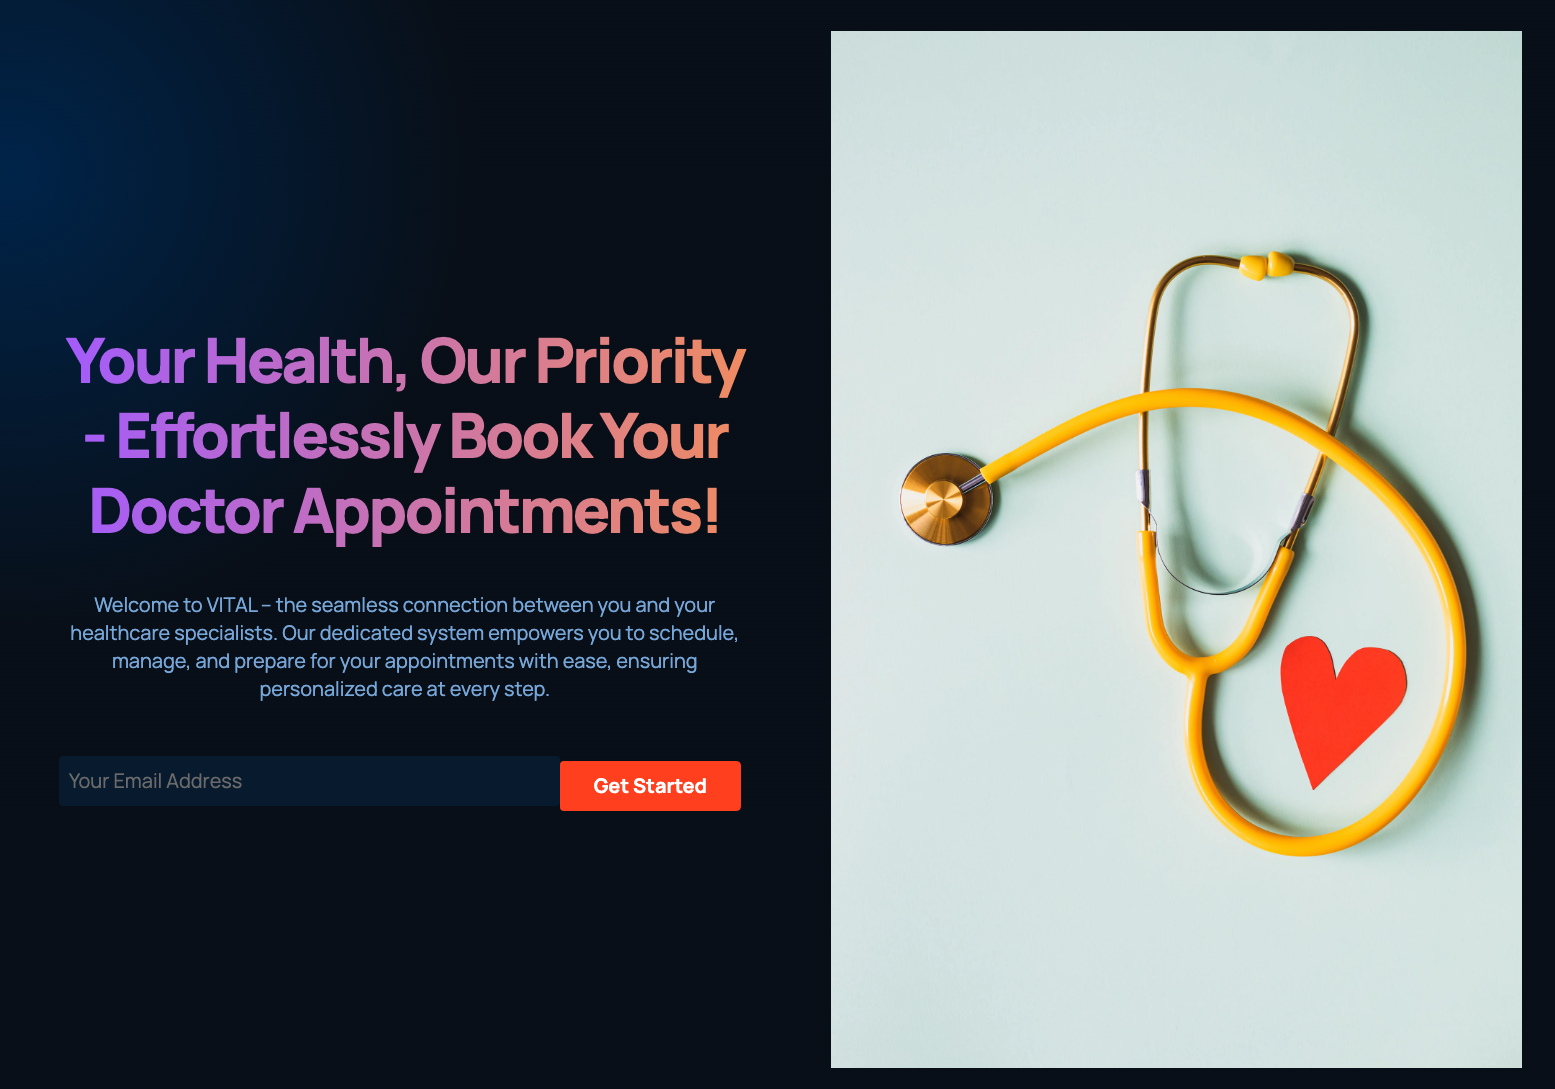 Your Health, Our Priority
- Effortlessly Book Your
Doctor Appointments!
Welcome to VITAL – the seamless connection between you and your
healthcare specialists. Our dedicated system empowers you to schedule,
manage, and prepare for your appointments with ease, ensuring
personalized care at every step.
Your Email Address
Get Started